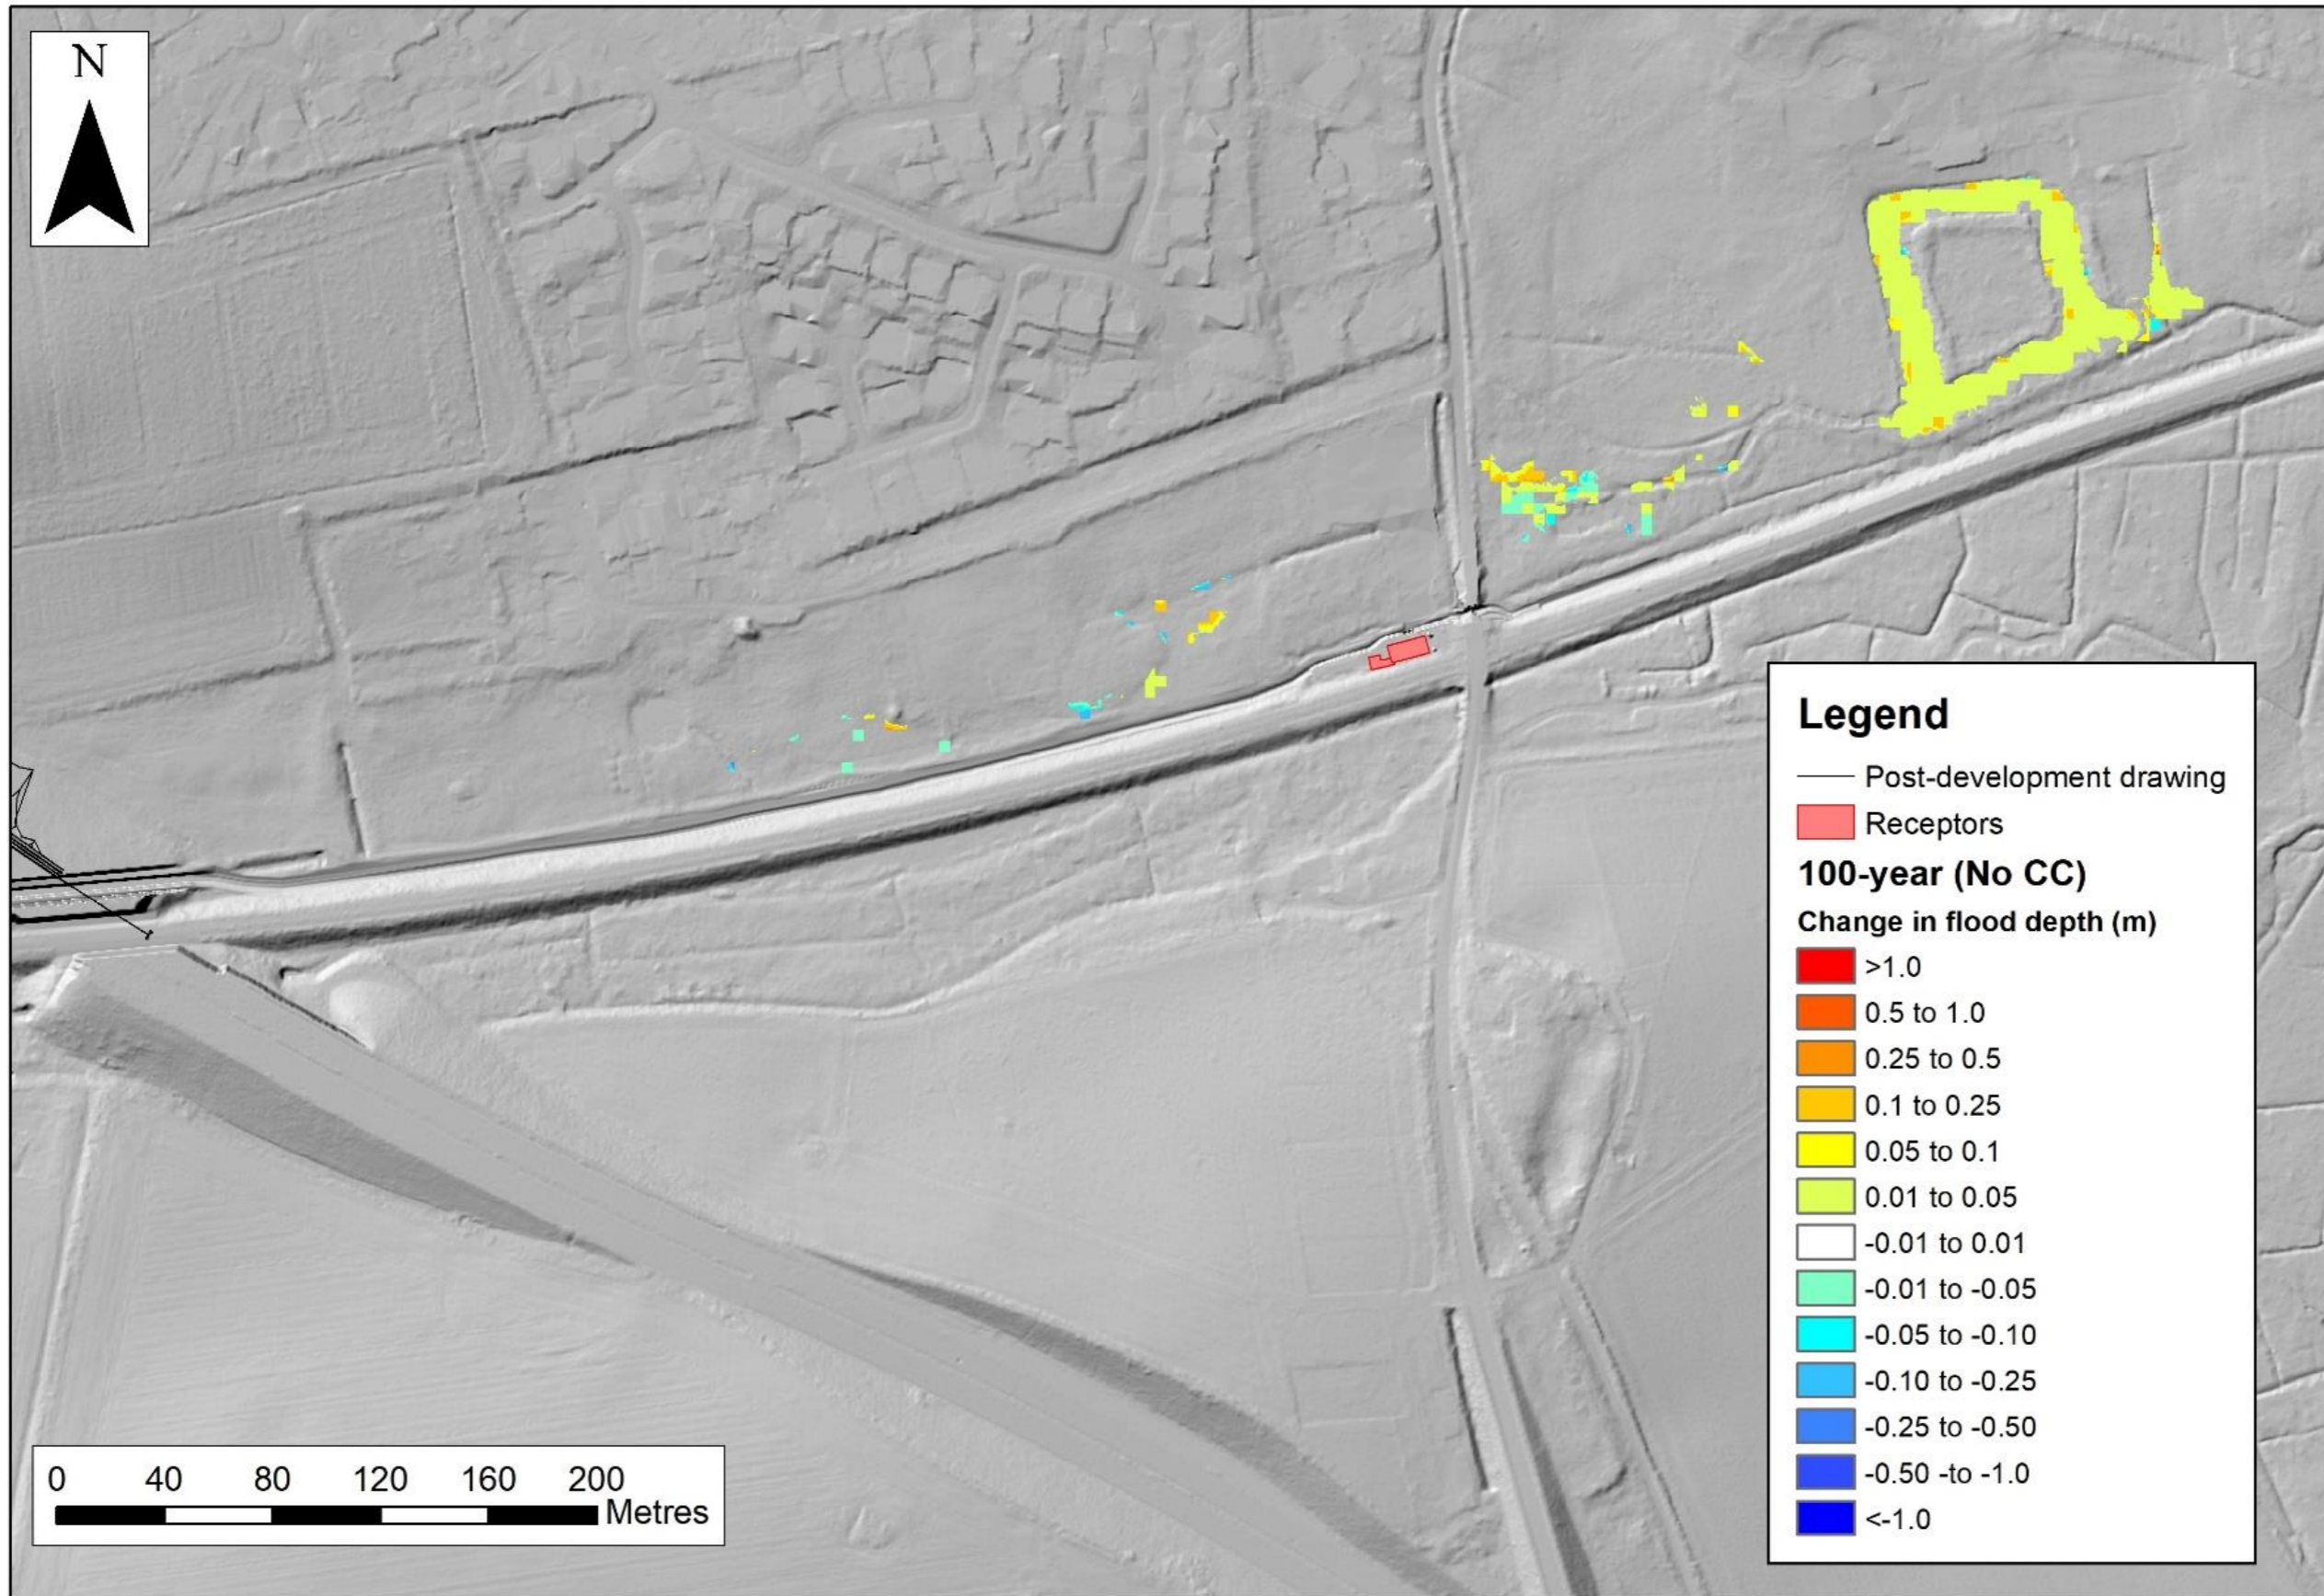 N
Legend
Post-development drawing
Receptors
100-year (No CC)
Change in flood depth (m)
>1.0
0.5 to 1.0
0.25 to 0.5
0.1 to 0.25
0.05 to 0.1
0.01 to 0.05
-0.01 to 0.01
-0.01 to -0.05
-0.05 to -0.10
-0.10 to -0.25
-0.25 to -0.50
-0.50 -to -1.0
<-1.0
0 40 80 120 160 200
Metres